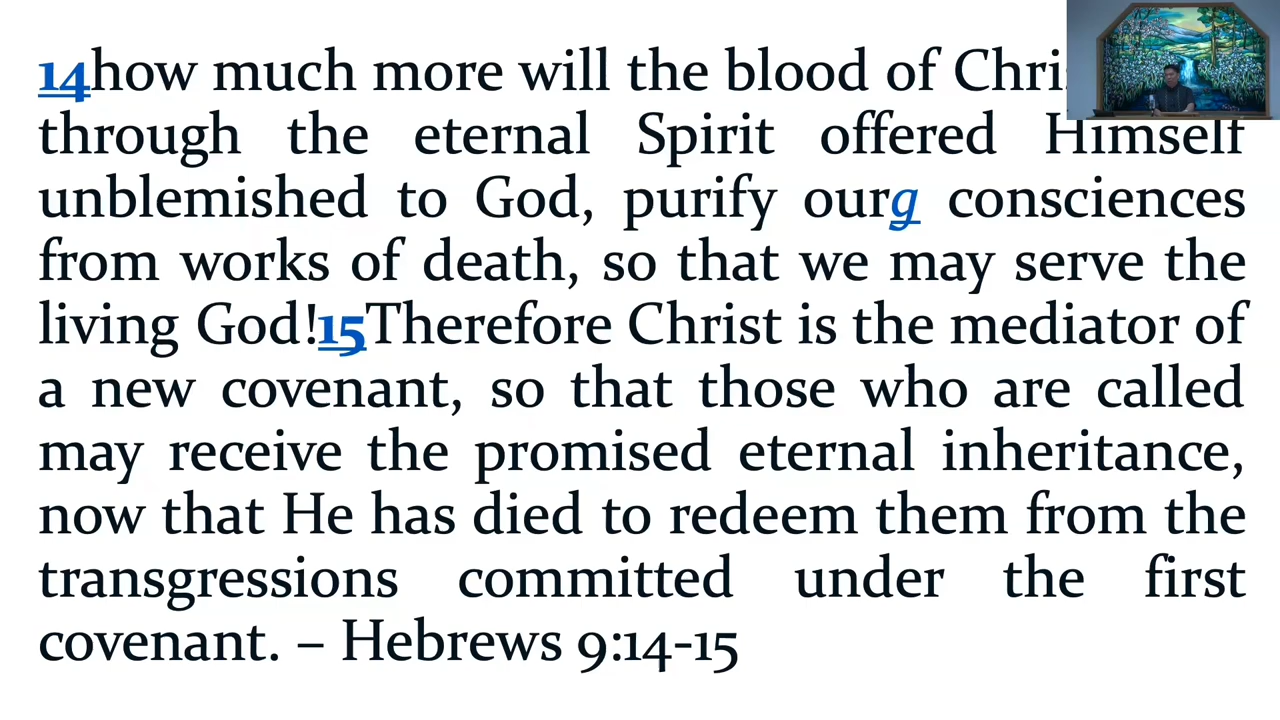 14how much more will the blood of
through the eternal Spirit offered Himself
unblemished to God, purify ourg consciences
from works of death, so that we may serve the
living God!15Therefore Christ is the mediator of
a new covenant, so that those who are called
may receive the promised eternal inheritance,
now that He has died to redeem them from the
transgressions committed under the first
covenant. – Hebrews 9:14-15